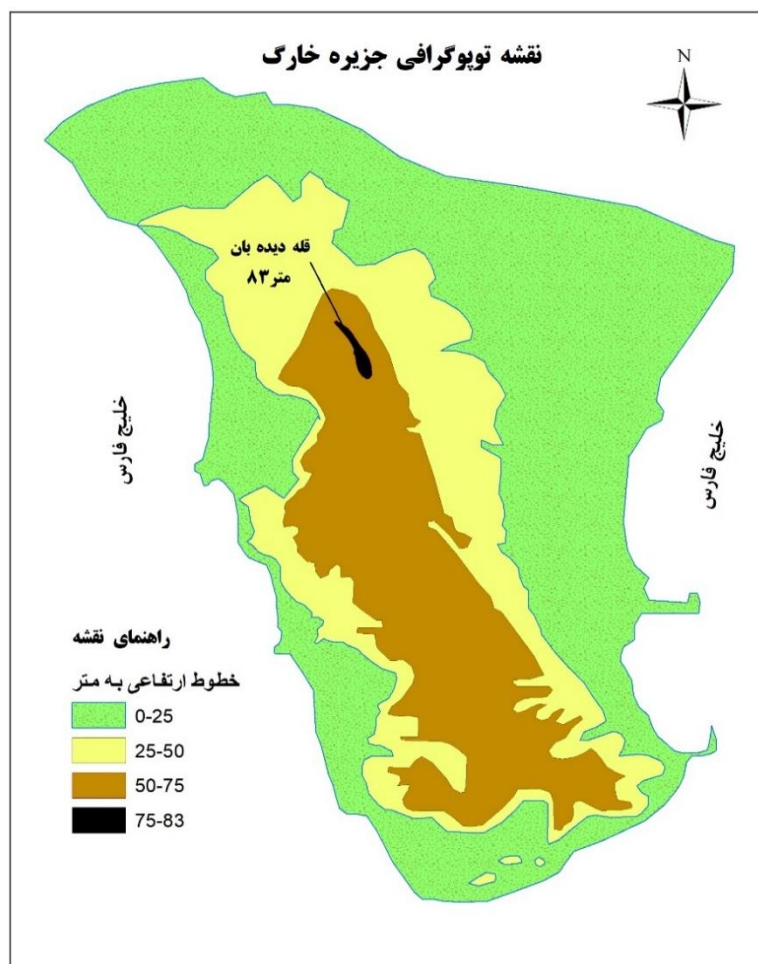 نقشه توپوگرافی جزیره خارگ
N
قله دیده بان
۸۳متر
خلیج فارس
خلیج فارس
راهنمای نقشه
خطوط ارتفاعی به متر
0-25
25-50
50-75
75-83